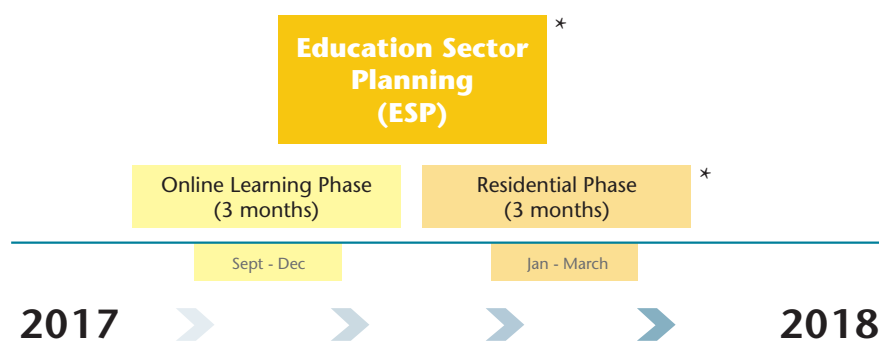 Education Sector
Planning
(ESP)
*
Online Learning Phase
(3 months)
Residential Phase
(3 months)
*
Sept - Dec
Jan - March
2017
2018